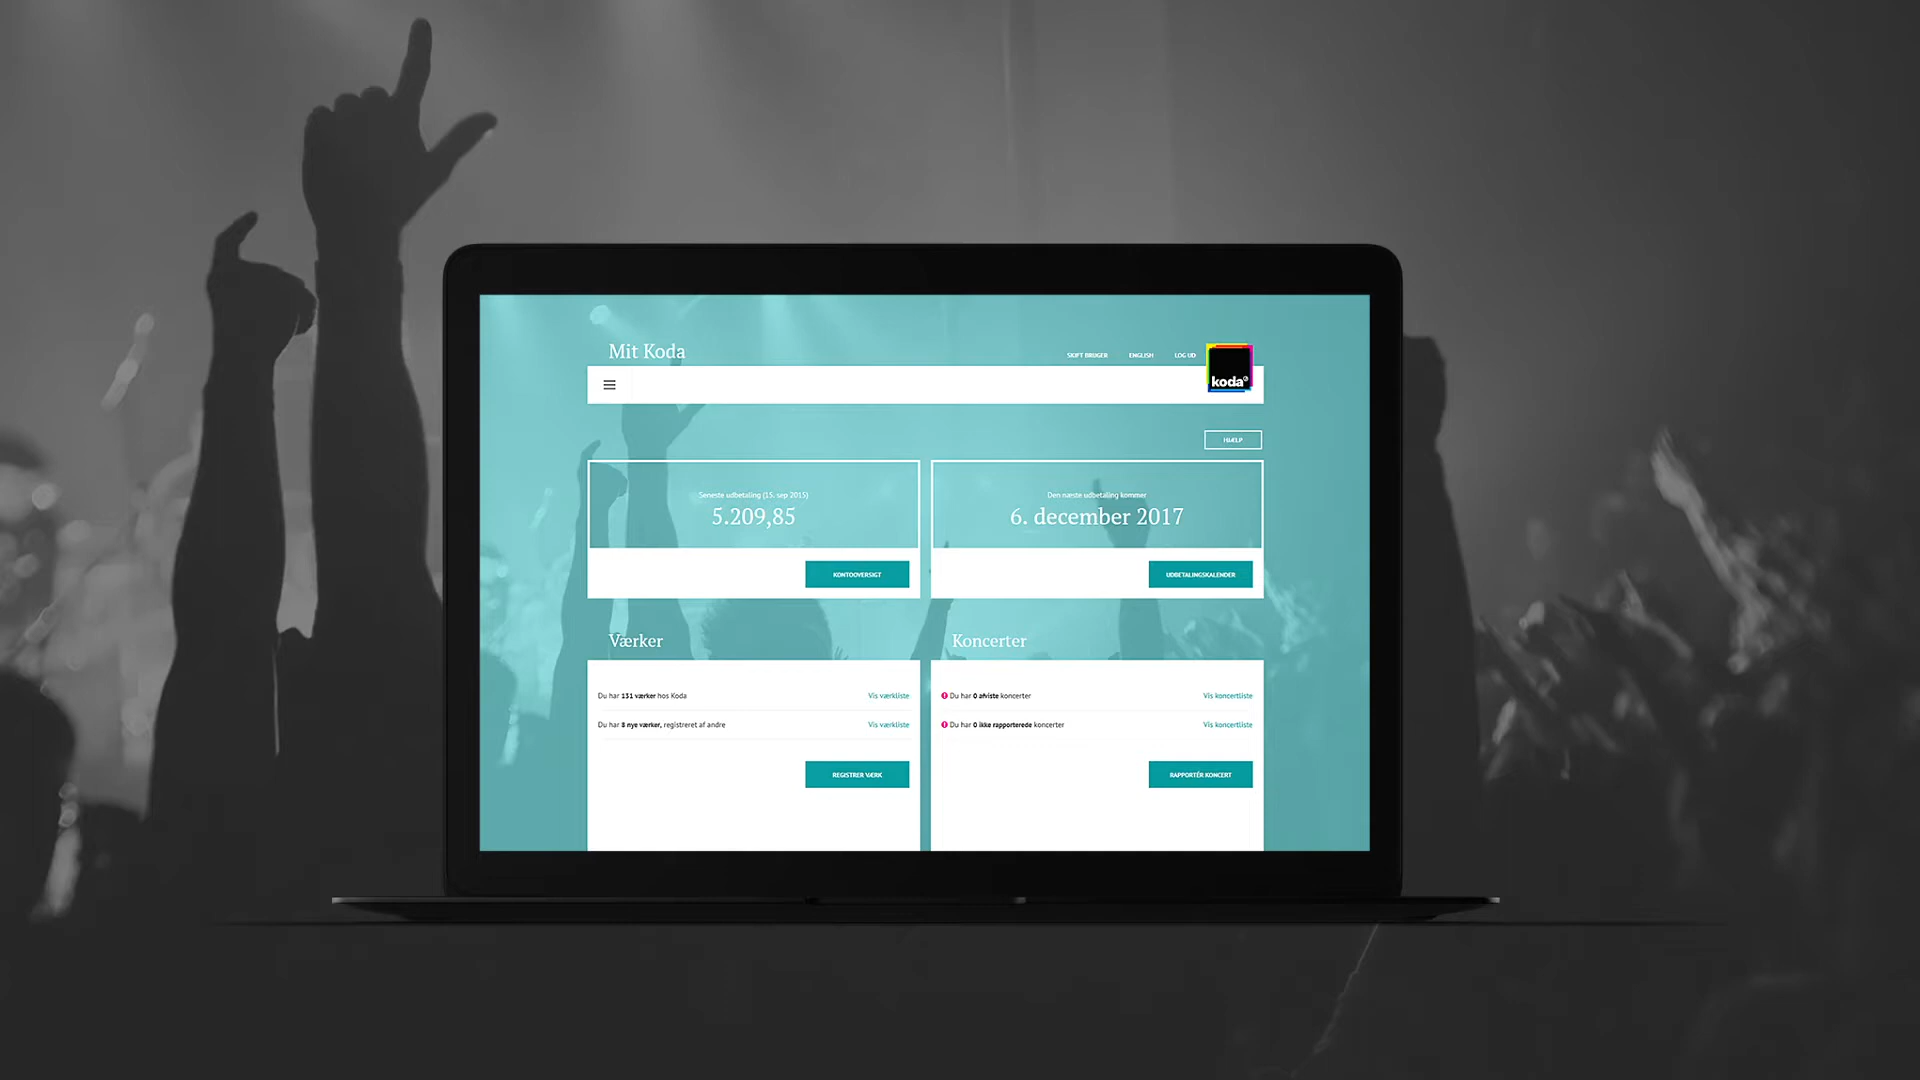 Mit Koda
SKIFT BRUGER ENGLISH LOG UD
koda
HJÆLP
Seneste udbetaling (15. sep 2015)
5.209,85
KONTOOVERSIGT
Den næste udbetaling kommer
6. december 2017
UDBETALINGSKALENDER
Værker
Du har 131 værker hos Koda Vis værkliste
Du har 8 nye værker, registreret af andre Vis værkliste
REGISTRER VÆRK
Koncerter
Du har 0 afviste koncerter Vis koncertliste
Du har 0 ikke rapporterede koncerter Vis koncertliste
RAPPORTÉR KONCERT